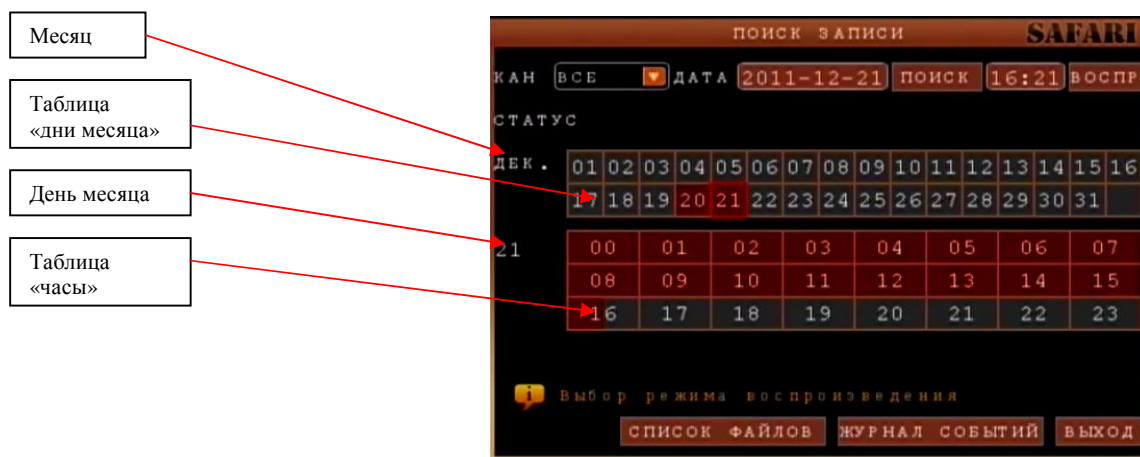 Месяц
Таблица
«дни месяца»
День месяца
Таблица
«часы»
ПОИСК ЗАПИСИ SAFARI
КАН ВСЕ ДАТА 2011-12-21 ПОИСК 16:21 ВОСПР
СТАТУС
ДЕК. 01 02 03 04 05 06 07 08 09 10 11 12 13 14 15 16
17 18 19 20 21 22 23 24 25 26 27 28 29 30 31
21 00 01 02 03 04 05 06 07
08 09 10 11 12 13 14 15
16 17 18 19 20 21 22 23
Выбор режима воспроизведения
СПИСОК ФАЙЛОВ ЖУРНАЛ СОБЫТИЙ ВЫХОД